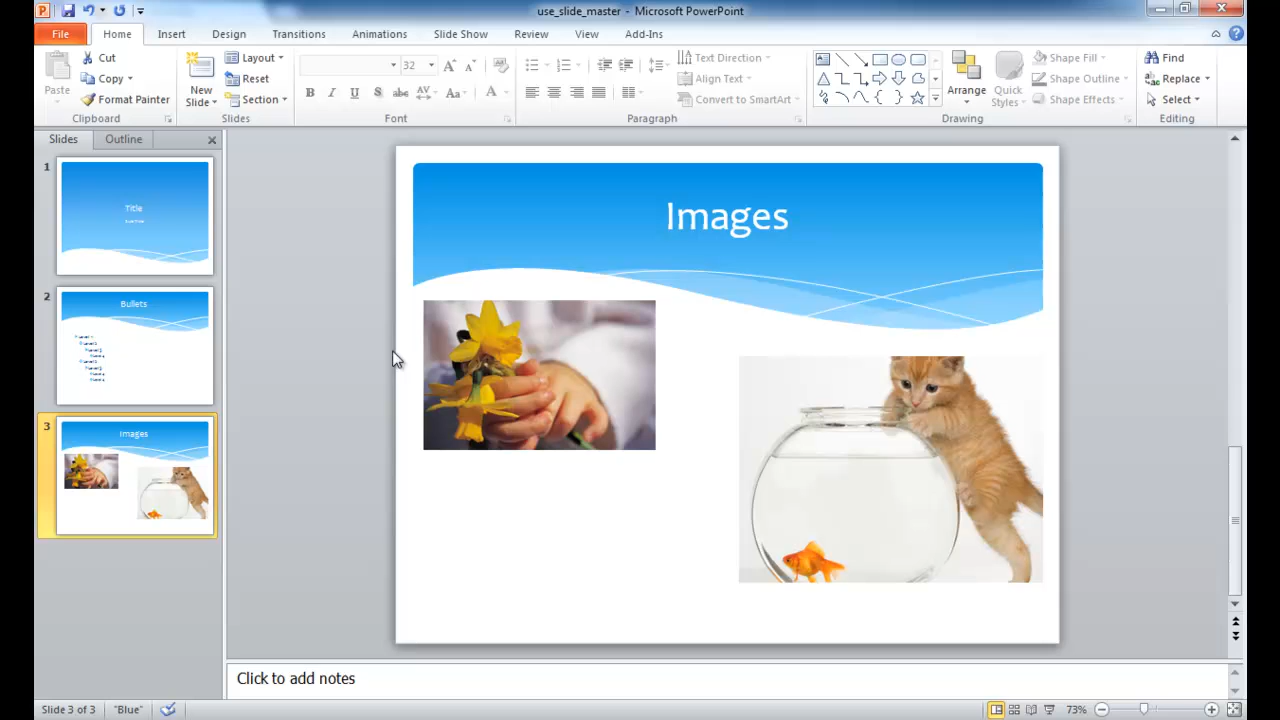 use_slide_master - Microsoft PowerPoint
File Home Insert Design Transitions Animations Slide Show Review View Add-Ins
Paste
Cut
Copy
Format Painter
Clipboard
New Slide
Layout
Reset
Section
Slides
32
B I U S abc AV Aa A
Font
Text Direction
Align Text
Convert to SmartArt
Paragraph
Arrange
Quick Styles
Shape Fill
Shape Outline
Shape Effects
Drawing
Find
Replace
Select
Editing
Slides Outline
1
Title
2
Bullets
3
Images
Images
Click to add notes
Slide 3 of 3 "Blue" 73%